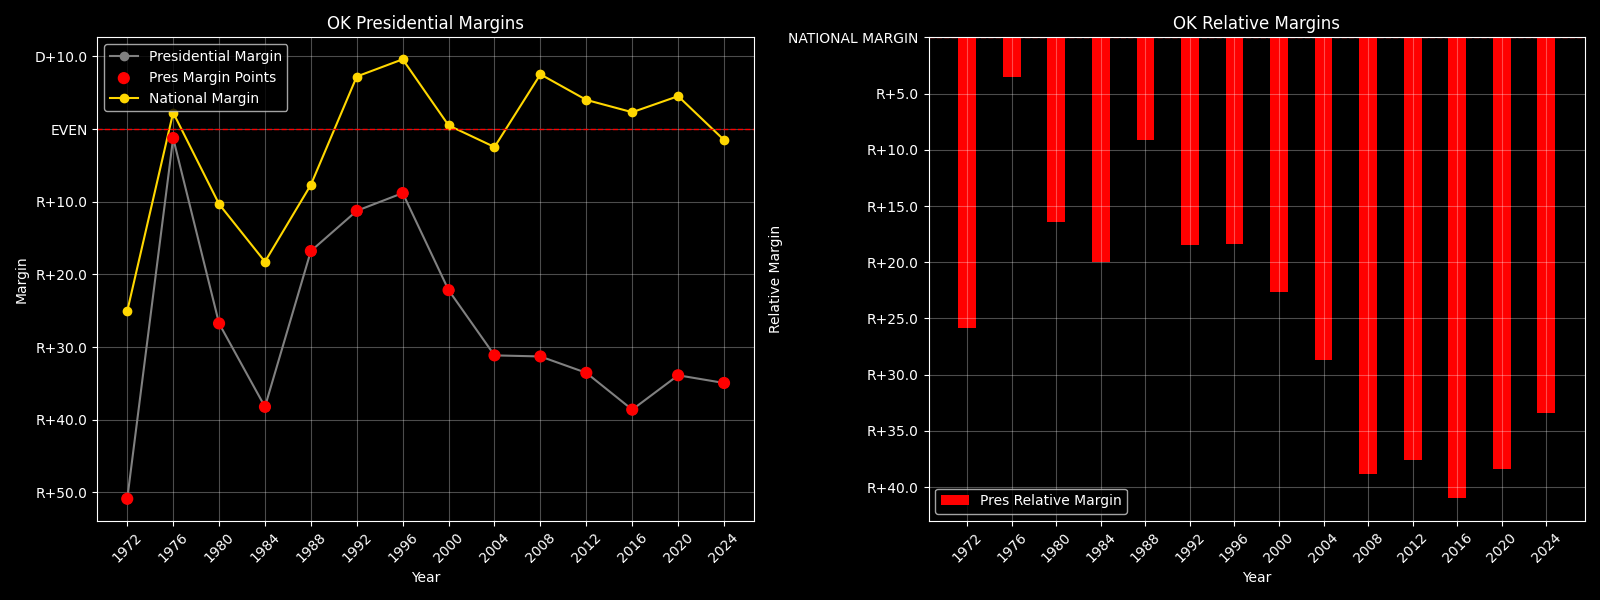 OK Presidential Margins
Presidential Margin
Pres Margin Points
National Margin
D+10.0
EVEN
R+10.0
R+20.0
R+30.0
R+40.0
R+50.0
Margin
1972
1976
1980
1984
1988
1992
1996
2000
2004
2008
2012
2016
2020
2024
Year
OK Relative Margins
NATIONAL MARGIN
R+5.0
R+10.0
R+15.0
R+20.0
R+25.0
R+30.0
R+35.0
R+40.0
Relative Margin
Pres Relative Margin
1972
1976
1980
1984
1988
1992
1996
2000
2004
2008
2012
2016
2020
2024
Year